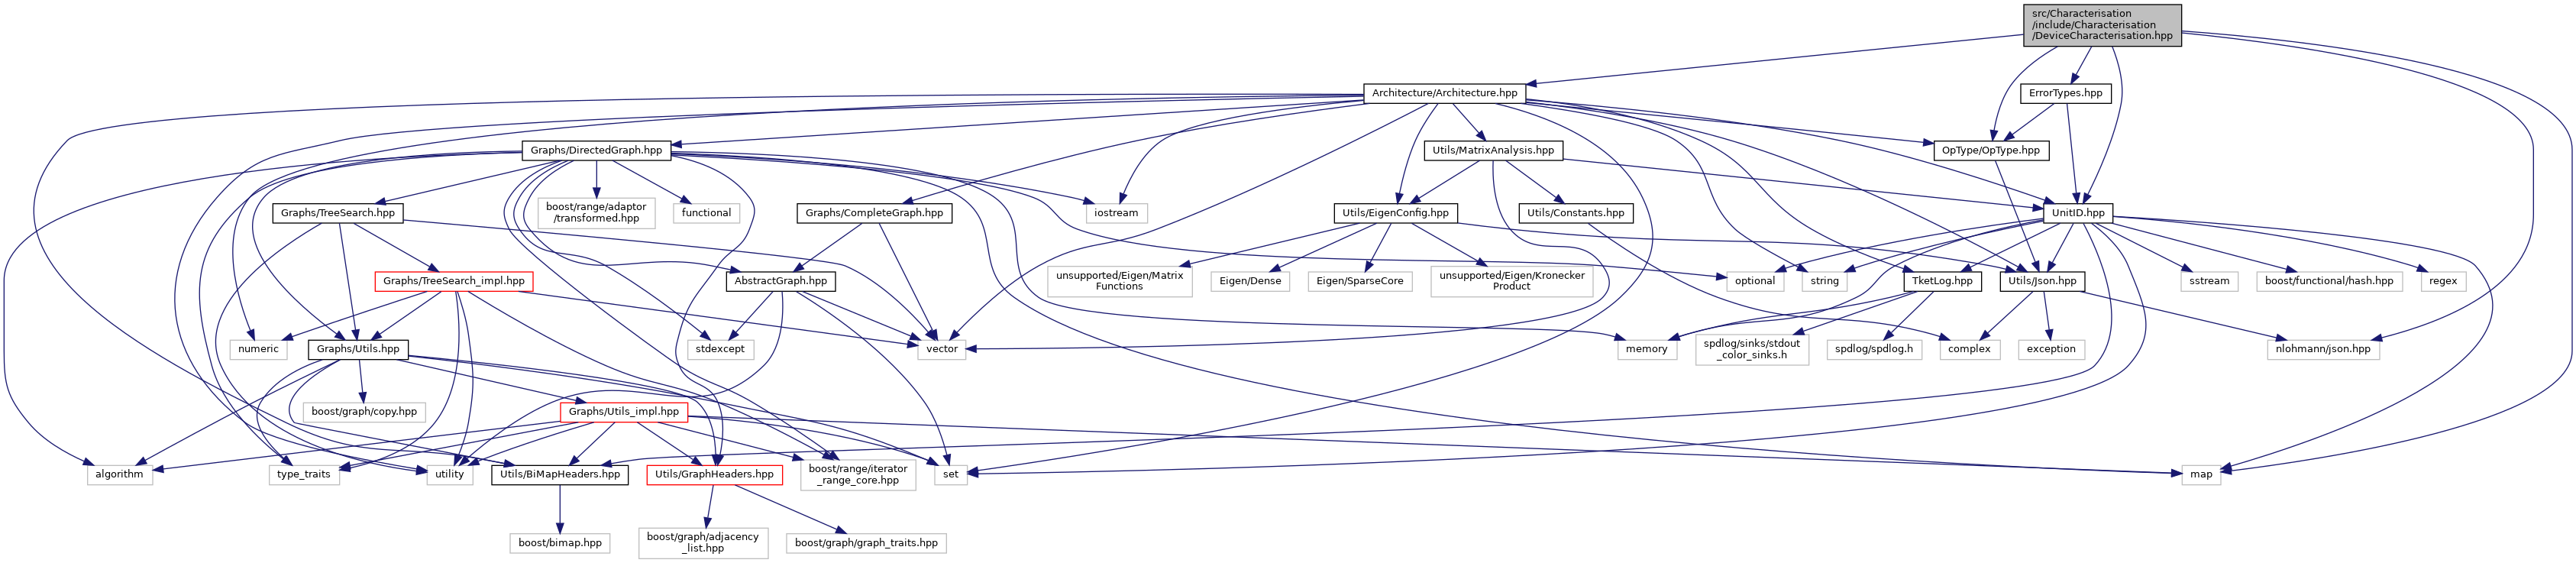 src/Characterisation
/include/Characterisation
/DeviceCharacterisation.hpp
Architecture/Architecture.hpp
ErrorTypes.hpp
Graphs/DirectedGraph.hpp
Utils/MatrixAnalysis.hpp
OpType/OpType.hpp
Graphs/TreeSearch.hpp
boost/range/adaptor
/transformed.hpp
functional
Graphs/CompleteGraph.hpp
iostream
Utils/EigenConfig.hpp
Utils/Constants.hpp
UnitID.hpp
Graphs/TreeSearch_impl.hpp
AbstractGraph.hpp
unsupported/Eigen/Matrix
Functions
Eigen/Dense
Eigen/SparseCore
unsupported/Eigen/Kronecker
Product
optional
string
TketLog.hpp
Utils/Json.hpp
sstream
boost/functional/hash.hpp
regex
numeric
Graphs/Utils.hpp
stdexcept
vector
memory
spdlog/sinks/stdout
_color_sinks.h
spdlog/spdlog.h
complex
exception
nlohmann/json.hpp
boost/graph/copy.hpp
Graphs/Utils_impl.hpp
algorithm
type_traits
utility
Utils/BiMapHeaders.hpp
Utils/GraphHeaders.hpp
boost/range/iterator
_range_core.hpp
set
map
boost/bimap.hpp
boost/graph/adjacency
_list.hpp
boost/graph/graph_traits.hpp